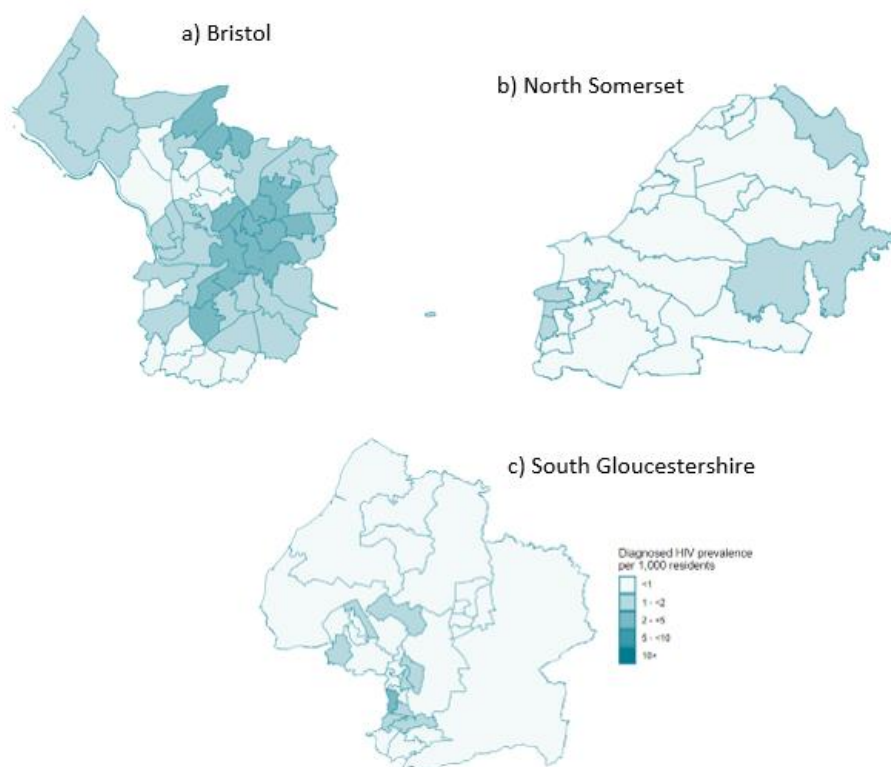 a) Bristol
b) North Somerset
c) South Gloucestershire
Diagnosed HIV prevalence
per 1,000 residents
<1
1 - <2
2 - <5
5 - <10
10+